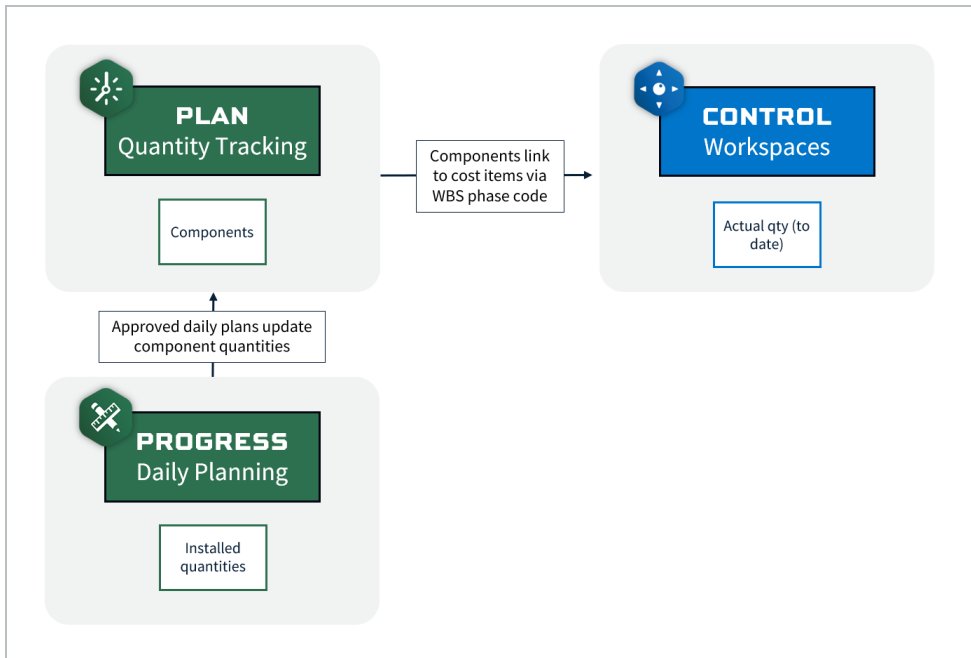 PLAN
Quantity Tracking
Components
Components link
to cost items via
WBS phase code
CONTROL
Workspaces
Actual qty (to
date)
Approved daily plans update
component quantities
PROGRESS
Daily Planning
Installed
quantities